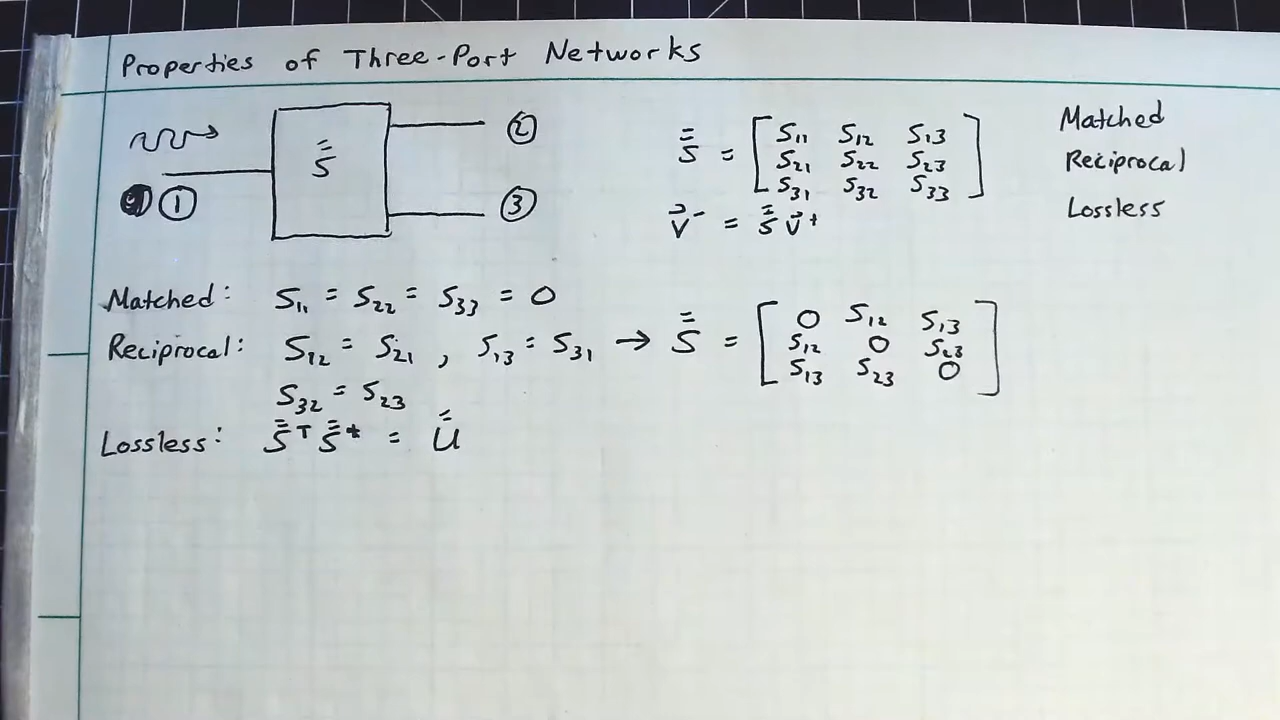 Properties of Three-Port Networks
S̿
②
① ③
S̿ = [ S11 S12 S13
S21 S22 S23
S31 S32 S33 ]
V⃗⁻ = S̿ V⃗⁺
Matched
Reciprocal
Lossless
Matched: S11 = S22 = S33 = 0
Reciprocal: S12 = S21 , S13 = S31 → S̿ = [ 0 S12 S13
S12 0 S23
S13 S23 0 ]
S32 = S23
Lossless: S̿ᵀ S̿* = U̿